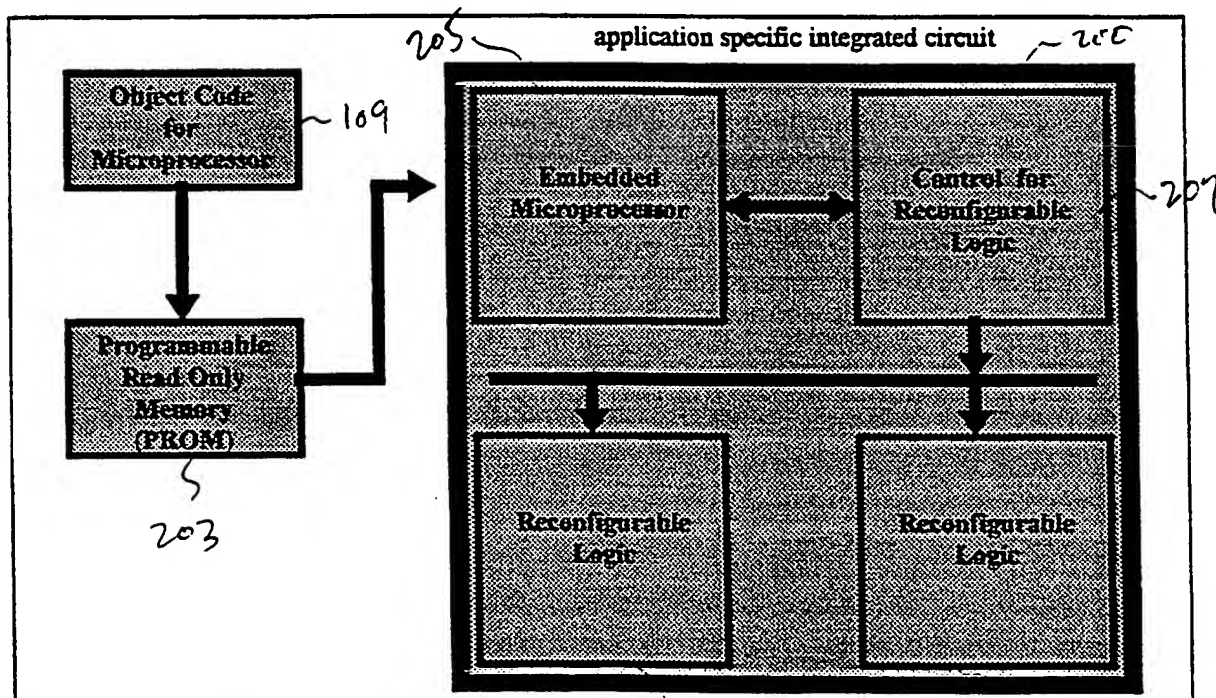 205
application specific integrated circuit
Object Code
for
Microprocessor
109
Embedded
Microprocessor
Control for
Reconfigurable
Logic
207
Programmable
Read Only
Memory
(PROM)
203
Reconfigurable
Logic
Reconfigurable
Logic